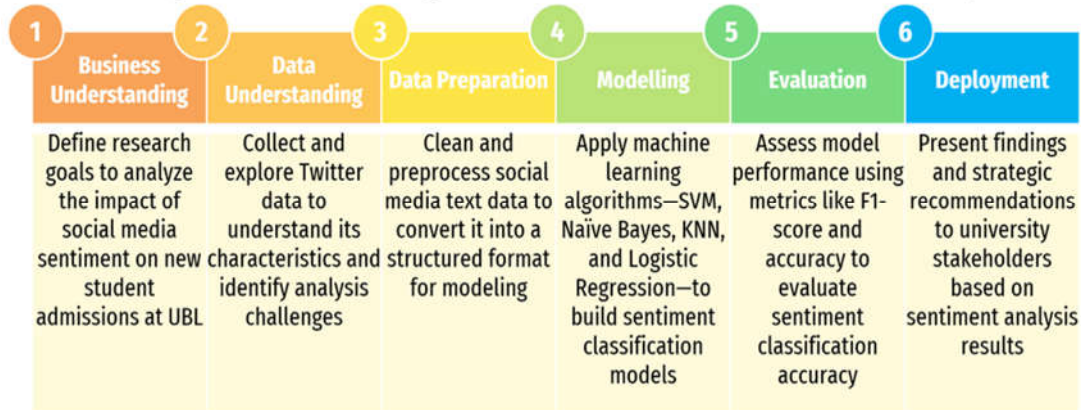 1
Business
Understanding
Define research
goals to analyze
the impact of
social media
sentiment on new
student
admissions at UBL
2
Data
Understanding
Collect and
explore Twitter
data to
understand its
characteristics and
identify analysis
challenges
3
Data Preparation
Clean and
preprocess social
media text data to
convert it into a
structured format
for modeling
4
Modelling
Apply machine
learning
algorithms—SVM,
Naïve Bayes, KNN,
and Logistic
Regression—to
build sentiment
classification
models
5
Evaluation
Assess model
performance using
metrics like F1-
score and
accuracy to
evaluate
sentiment
classification
accuracy
6
Deployment
Present findings
and strategic
recommendations
to university
stakeholders
based on
sentiment analysis
results